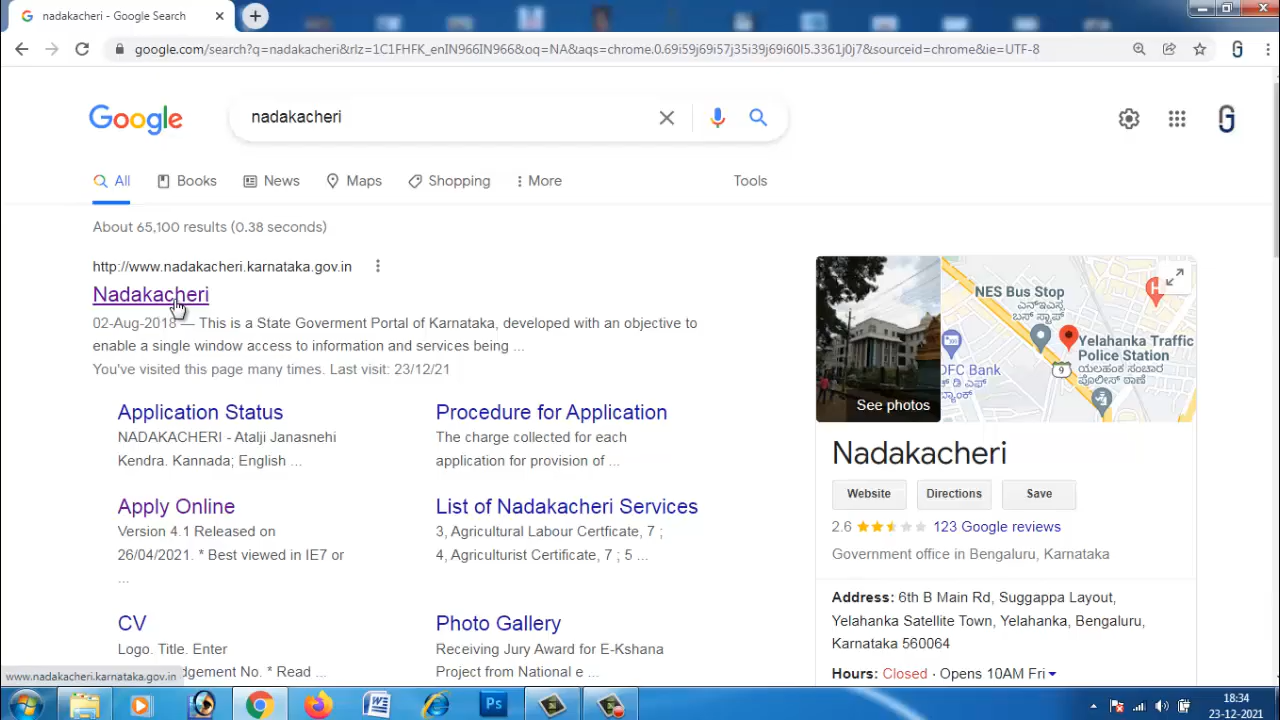 nadakacheri - Google Search
google.com/search?q=nadakacheri&rlz=1C1FHFK_enIN966IN966&oq=NA&aqs=chrome.0.69i59j69i57j35i39j69i60l5.3361j0j7&sourceid=chrome&ie=UTF-8
Google
nadakacheri
All Books News Maps Shopping More Tools
About 65,100 results (0.38 seconds)
http://www.nadakacheri.karnataka.gov.in
Nadakacheri
02-Aug-2018 — This is a State Goverment Portal of Karnataka, developed with an objective to
enable a single window access to information and services being ...
You've visited this page many times. Last visit: 23/12/21
Application Status
NADAKACHERI - Atalji Janasnehi
Kendra. Kannada; English ...
Procedure for Application
The charge collected for each
application for provision of ...
Apply Online
Version 4.1 Released on
26/04/2021. * Best viewed in IE7 or
...
List of Nadakacheri Services
3, Agricultural Labour Certficate, 7 ;
4, Agriculturist Certificate, 7 ; 5 ...
CV
Logo. Title. Enter
dgement No. * Read ...
Photo Gallery
Receiving Jury Award for E-Kshana
Project from National e ...
See photos
NES Bus Stop
ಎನ್ಇಎಸ್
ಬಸ್ ಸ್ಟಾಪ್
H
Yelahanka Traffic
Police Station
ಯಲಹಂಕ ಸಂಚಾರ
ಪೊಲೀಸ್ ಠಾಣೆ
9
DFC Bank
ಬ್ಯಾಂಕ್
Nadakacheri
Website Directions Save
2.6 123 Google reviews
Government office in Bengaluru, Karnataka
Address: 6th B Main Rd, Suggappa Layout,
Yelahanka Satellite Town, Yelahanka, Bengaluru,
Karnataka 560064
Hours: Closed · Opens 10AM Fri
www.nadakacheri.karnataka.gov.in
Ps
18:34
23-12-2021